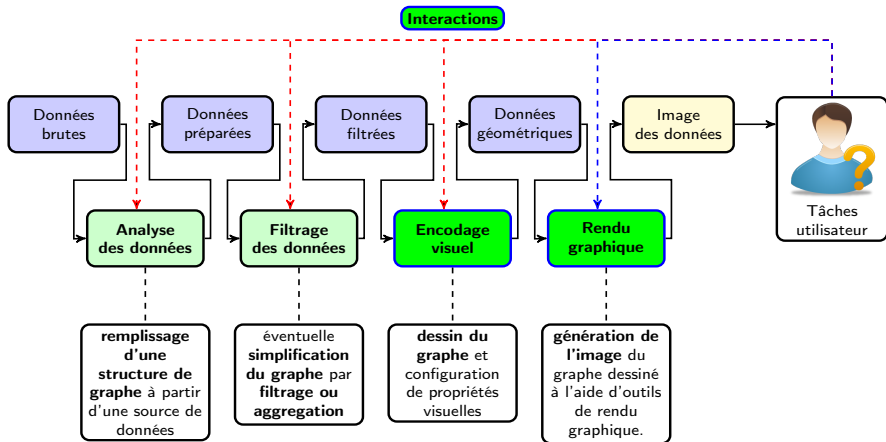 Interactions
Données
brutes
Données
préparées
Données
filtrées
Données
géométriques
Image
des données
Tâches
utilisateur
Analyse
des données
Filtrage
des données
Encodage
visuel
Rendu
graphique
remplissage
d'une
structure de
graphe à partir
d'une source de
données
éventuelle
simplification
du graphe par
filtrage ou
aggregation
dessin du
graphe et
configuration
de propriétés
visuelles
génération de
l'image du
graphe dessiné
à l'aide d'outils
de rendu
graphique.